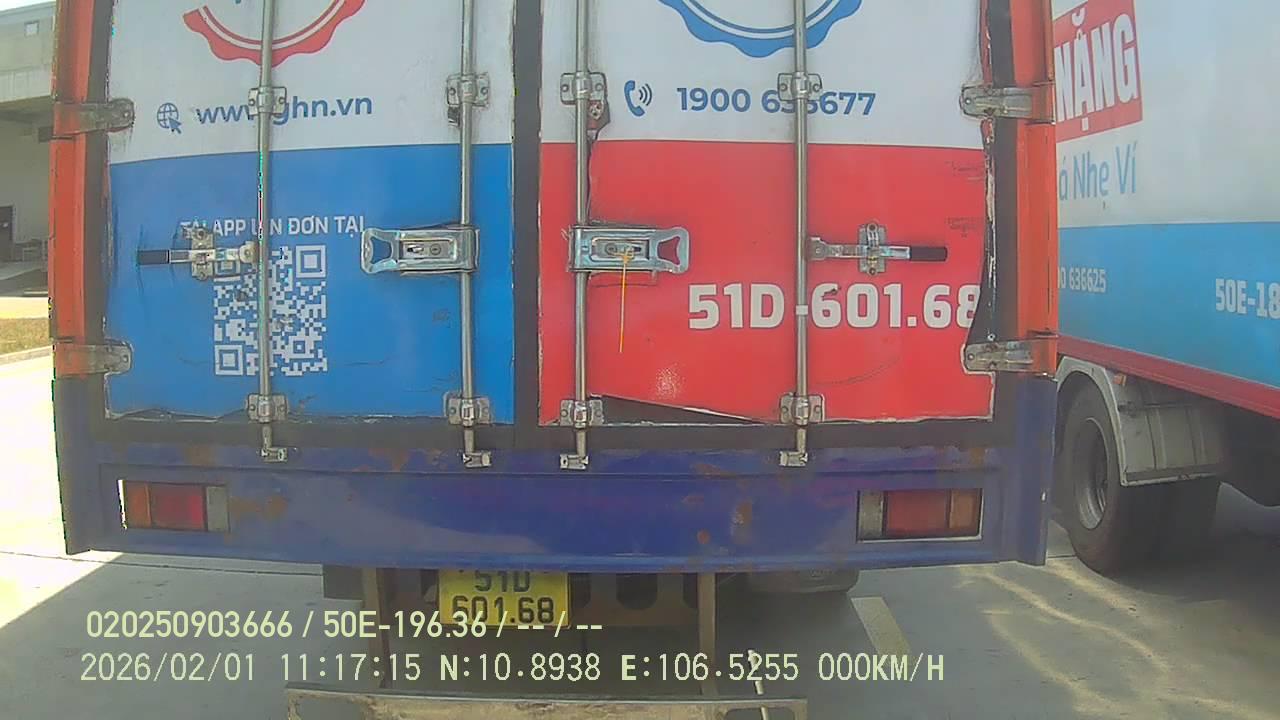 www.ghn.vn
1900 636677
NẶNG
á Nhẹ Ví
TẢI APP LÊN ĐƠN TẠI
51D-601.68
636625
50E-18
51D
601.68
020250903666 / 50E-196.36 / -- / --
2026/02/01 11:17:15 N:10.8938 E:106.5255 000KM/H